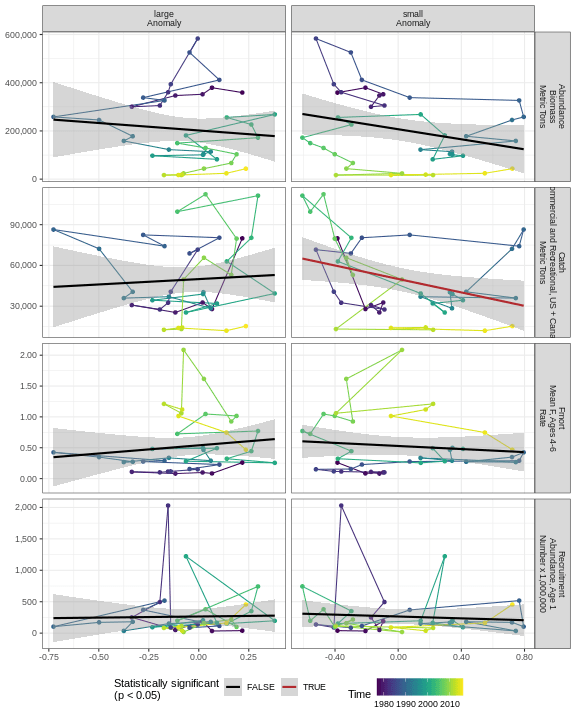 large
Anomaly
small
Anomaly
600,000
400,000
200,000
0
Abundance
Biomass
Metric Tons
90,000
60,000
30,000
Catch
and Recreational, US +
Metric Tons
2.00
1.50
1.00
0.50
0.00
Fmort
Mean F, Ages 4-6
Rate
2,000
1,500
1,000
500
0
Recruitment
Abundance, Age 1
Number x 1,000,000
-0.75
-0.50
-0.25
0.00
0.25
-0.40
0.00
0.40
0.80
Statistically significant
(p < 0.05)
FALSE
TRUE
Time
1980 1990 2000 2010